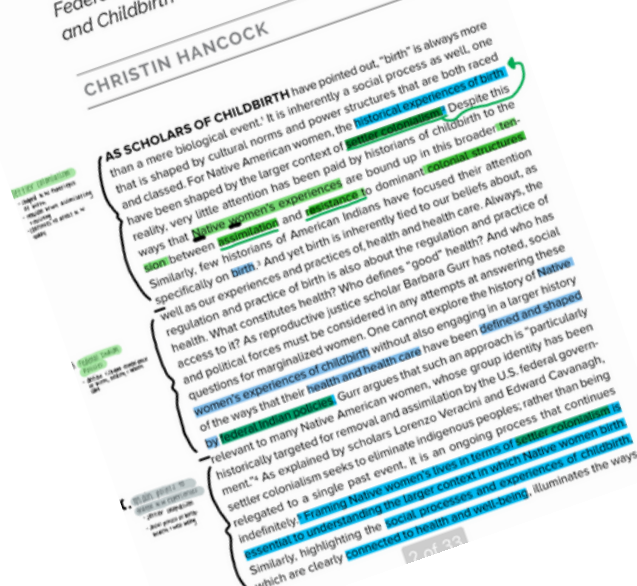 Federal
and Childbirth
CHRISTIN HANCOCK
AS SCHOLARS OF CHILDBIRTH have pointed out, "birth" is always more
than a mere biological event.¹ It is inherently a social process as well, one
that is shaped by cultural norms and power structures that are both raced
and classed. For Native American women, the historical experiences of birth
have been shaped by the larger context of settler colonialism. Despite this
reality, very little attention has been paid by historians of childbirth to the
ways that Native women's experiences are bound up in this broader ten-
sion between assimilation and resistance to dominant colonial structures.
Similarly, few historians of American Indians have focused their attention
specifically on birth.² And yet birth is inherently tied to our beliefs about, as
well as our experiences and practices of, health and health care. Always, the
regulation and practice of birth is also about the regulation and practice of
health. What constitutes health? Who defines "good" health? And who has
access to it? As reproductive justice scholar Barbara Gurr has noted, social
and political forces must be considered in any attempts at answering these
questions for marginalized women. One cannot explore the history of Native
women's experiences of childbirth without also engaging in a larger history
of the ways that their health and health care have been defined and shaped
by federal Indian policies. Gurr argues that such an approach is "particularly
relevant to many Native American women, whose group identity has been
historically targeted for removal and assimilation by the U.S. federal govern-
ment."⁴ As explained by scholars Lorenzo Veracini and Edward Cavanagh,
settler colonialism seeks to eliminate indigenous peoples; rather than being
relegated to a single past event, it is an ongoing process that continues
indefinitely. Framing Native women's lives in terms of settler colonialism is
essential to understanding the larger context in which Native women birth.
Similarly, highlighting the social processes and experiences of childbirth,
which are clearly connected to health and well-being, illuminates the ways
2 of 33